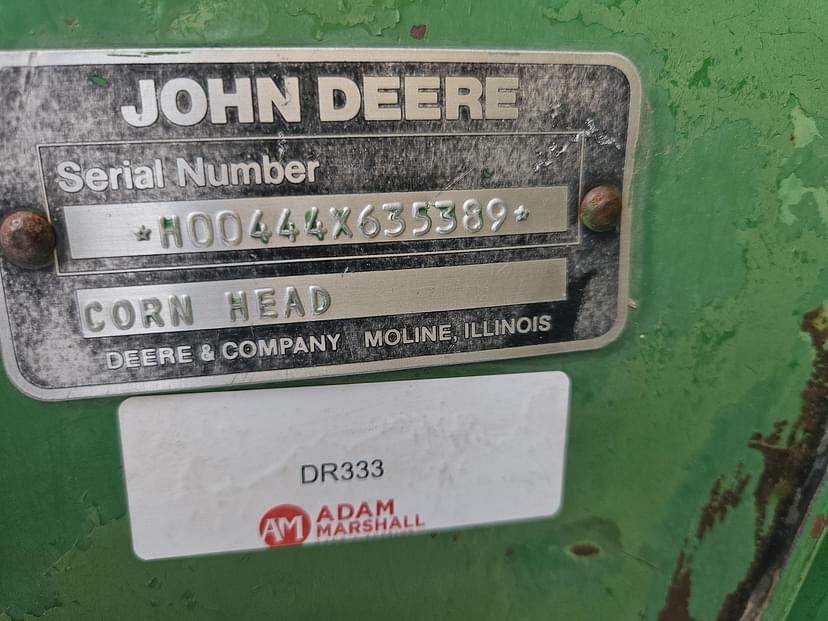 JOHN DEERE
Serial Number
*H00444X635389*
CORN HEAD
DEERE & COMPANY MOLINE, ILLINOIS
DR333
AM ADAM
MARSHALL